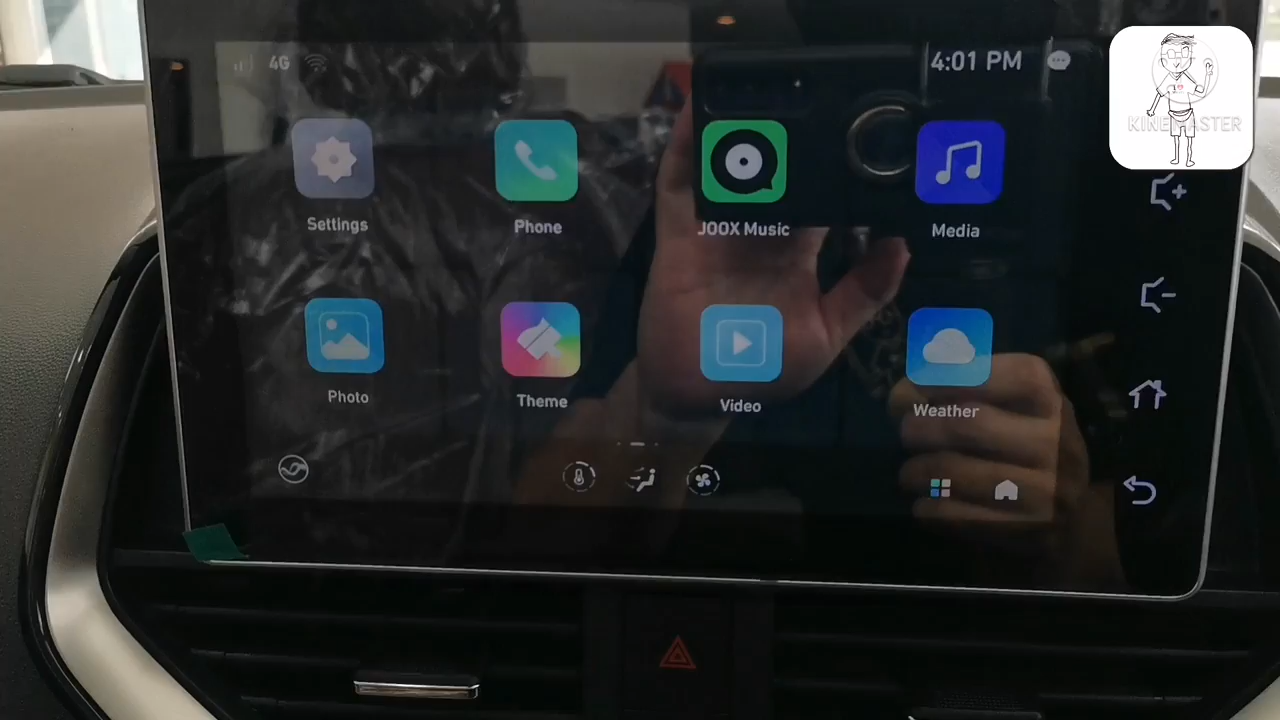 4G
4:01 PM
KINEMASTER
Settings Phone JOOX Music Media
Photo Theme Video Weather